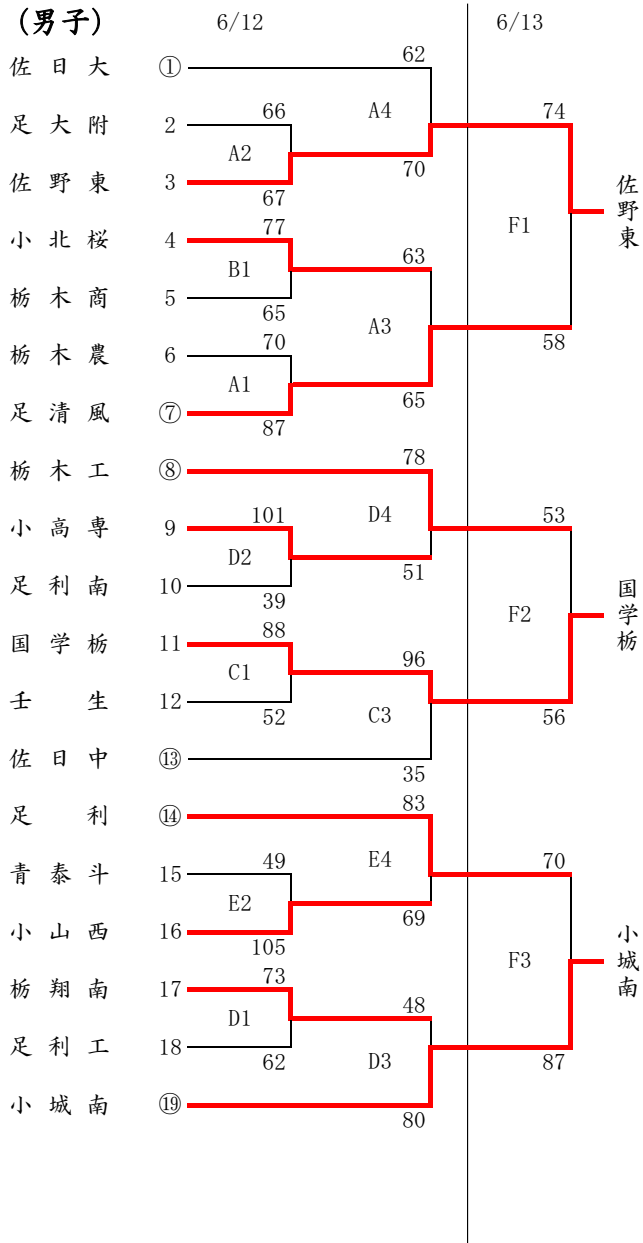 (男子) 6/12 6/13
佐日大 ① 62
足大附 2 66 A4 74
A2
佐野東 3 67 70 佐野東
小北桜 4 77 63 F1
B1
栃木商 5 65 A3
栃木農 6 70 58
A1
足清風 ⑦ 87 65
栃木工 ⑧ 78
小高専 9 101 D4 53
D2
足利南 10 39 51 国学栃
国学栃 11 88 96 F2
C1
壬生 12 52 C3 56
佐日中 ⑬ 35
足利 ⑭ 83
青泰斗 15 49 E4 70
E2
小山西 16 105 69 小城南
栃翔南 17 73 48 F3
D1
足利工 18 62 D3 87
小城南 ⑲ 80